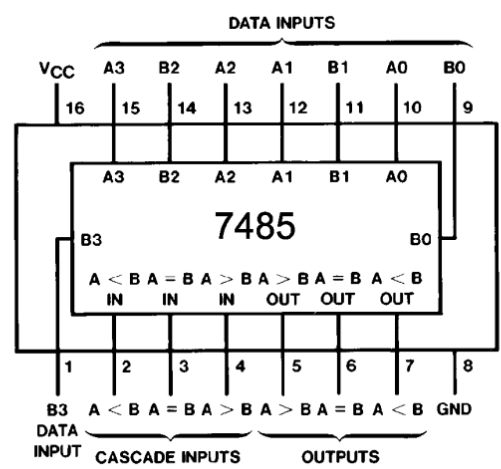 DATA INPUTS
VCC A3 B2 A2 A1 B1 A0 B0
16 15 14 13 12 11 10 9
A3 B2 A2 A1 B1 A0
7485
B3 B0
A < B A = B A > B A > B A = B A < B
IN IN IN OUT OUT OUT
1 2 3 4 5 6 7 8
B3 A < B A = B A > B A > B A = B A < B GND
DATA
INPUT CASCADE INPUTS OUTPUTS